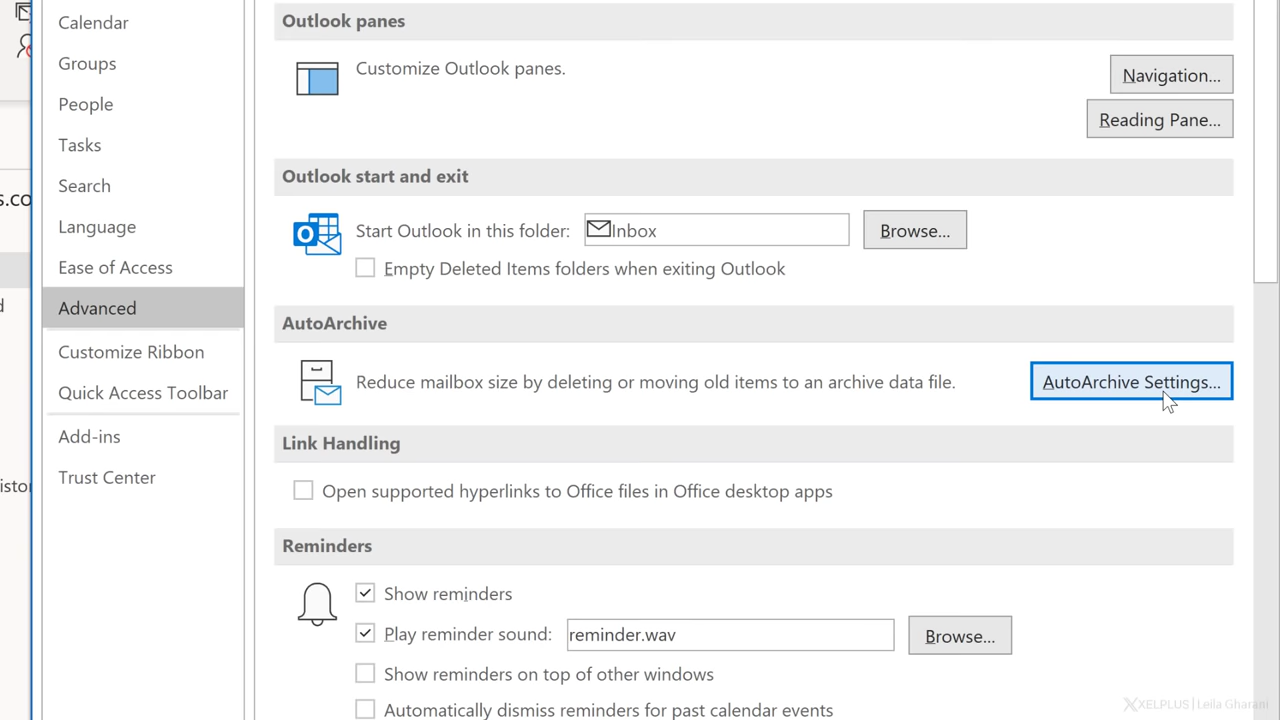 s.co
d
istor
Calendar
Groups
People
Tasks
Search
Language
Ease of Access
Advanced
Customize Ribbon
Quick Access Toolbar
Add-ins
Trust Center
Outlook panes
Customize Outlook panes.
Navigation...
Reading Pane...
Outlook start and exit
Start Outlook in this folder: Inbox Browse...
Empty Deleted Items folders when exiting Outlook
AutoArchive
Reduce mailbox size by deleting or moving old items to an archive data file. AutoArchive Settings...
Link Handling
Open supported hyperlinks to Office files in Office desktop apps
Reminders
Show reminders
Play reminder sound: reminder.wav Browse...
Show reminders on top of other windows
Automatically dismiss reminders for past calendar events
XELPLUS | Leila Gharani